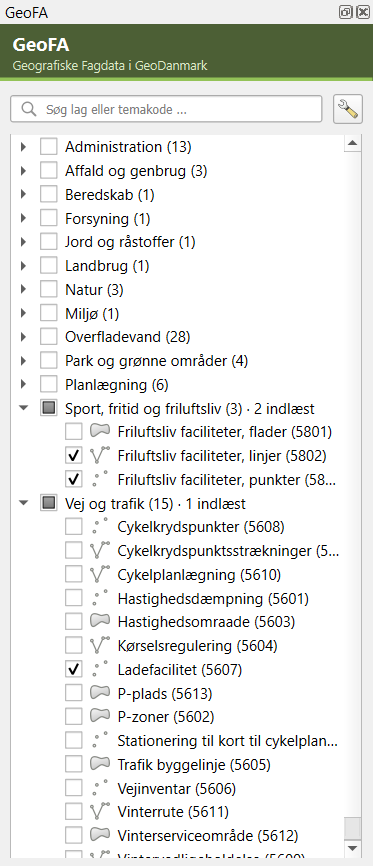 GeoFA
GeoFA
Geografiske Fagdata i GeoDanmark
Søg lag eller temakode ...
Administration (13)
Affald og genbrug (3)
Beredskab (1)
Forsyning (1)
Jord og råstoffer (1)
Landbrug (1)
Natur (3)
Miljø (1)
Overfladevand (28)
Park og grønne områder (4)
Planlægning (6)
Sport, fritid og friluftsliv (3) · 2 indlæst
Friluftsliv faciliteter, flader (5801)
Friluftsliv faciliteter, linjer (5802)
Friluftsliv faciliteter, punkter (58...
Vej og trafik (15) · 1 indlæst
Cykelkrydspunkter (5608)
Cykelkrydspunktsstrækninger (5...
Cykelplanlægning (5610)
Hastighedsdæmpning (5601)
Hastighedsomraade (5603)
Kørselsregulering (5604)
Ladefacilitet (5607)
P-plads (5613)
P-zoner (5602)
Stationering til kort til cykelplan...
Trafik byggelinje (5605)
Vejinventar (5606)
Vinterrute (5611)
Vinterserviceområde (5612)